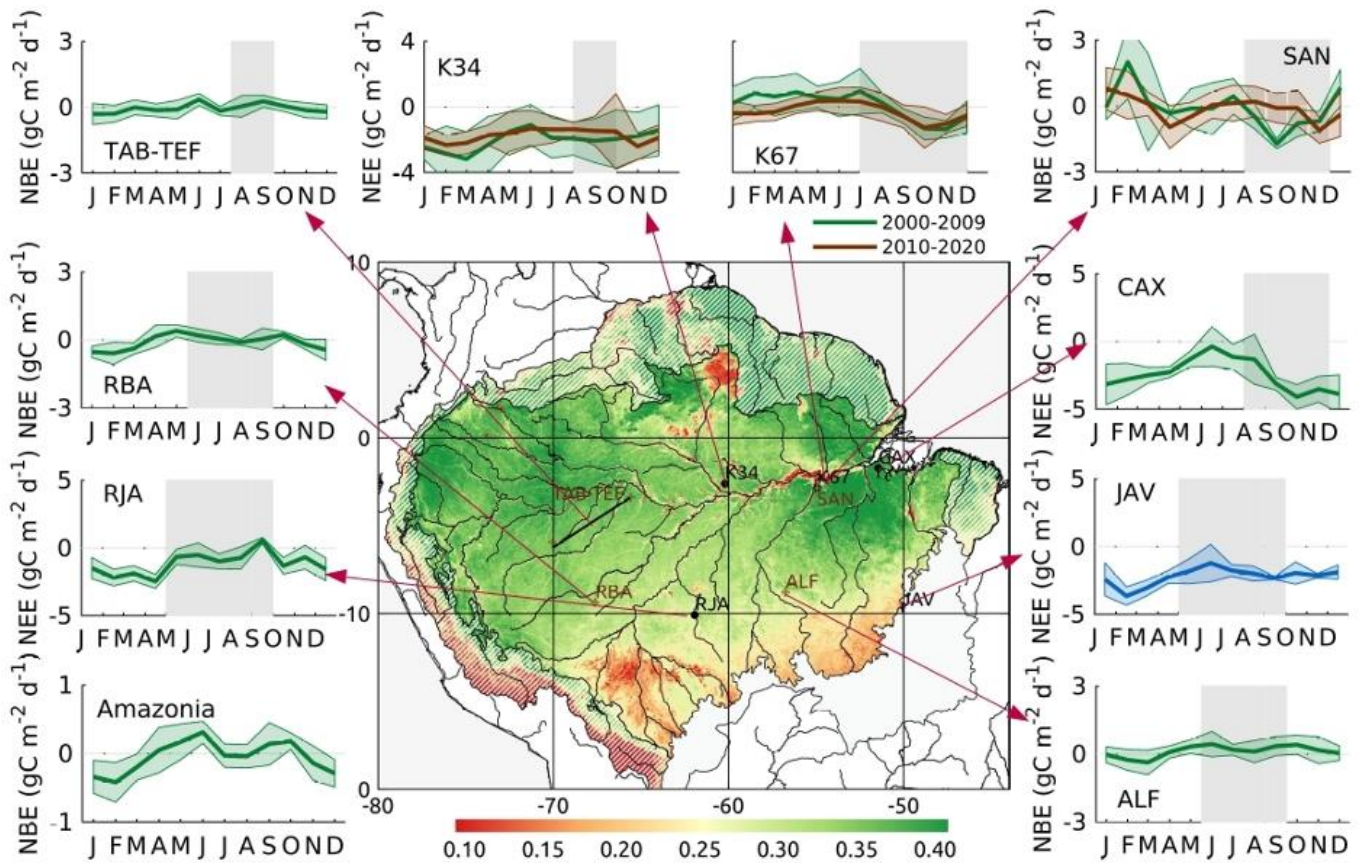 NBE (gC m⁻² d⁻¹)
3
0
-3
TAB-TEF
J F M A M J J A S O N D
NEE (gC m⁻² d⁻¹)
4
0
-4
K34
J F M A M J J A S O N D
K67
J F M A M J J A S O N D
2000-2009
2010-2020
NBE (gC m⁻² d⁻¹)
3
0
-3
SAN
J F M A M J J A S O N D
NBE (gC m⁻² d⁻¹)
3
0
-3
RBA
J F M A M J J A S O N D
NEE (gC m⁻² d⁻¹)
5
0
-5
RJA
J F M A M J J A S O N D
NBE (gC m⁻² d⁻¹)
1
0
-1
Amazonia
J F M A M J J A S O N D
10
0
-10
0
-80
-70
-60
-50
K34
K67
SAN
CAX
TAB-TEF
RBA
RJA
ALF
JAV
0.10 0.15 0.20 0.25 0.30 0.35 0.40
NEE (gC m⁻² d⁻¹)
5
0
-5
CAX
J F M A M J J A S O N D
NEE (gC m⁻² d⁻¹)
5
0
-5
JAV
J F M A M J J A S O N D
NBE (gC m⁻² d⁻¹)
3
0
-3
ALF
J F M A M J J A S O N D